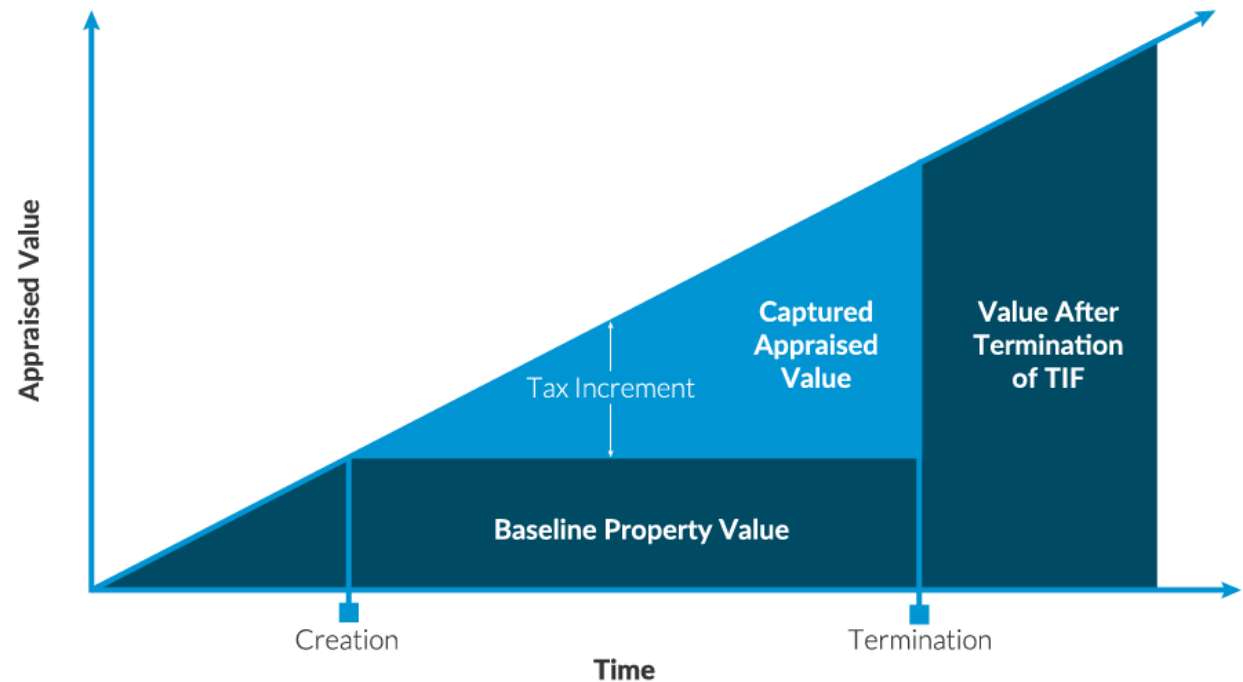 Appraised Value
Captured
Appraised
Value
Value After
Termination
of TIF
Tax Increment
Baseline Property Value
Creation
Termination
Time